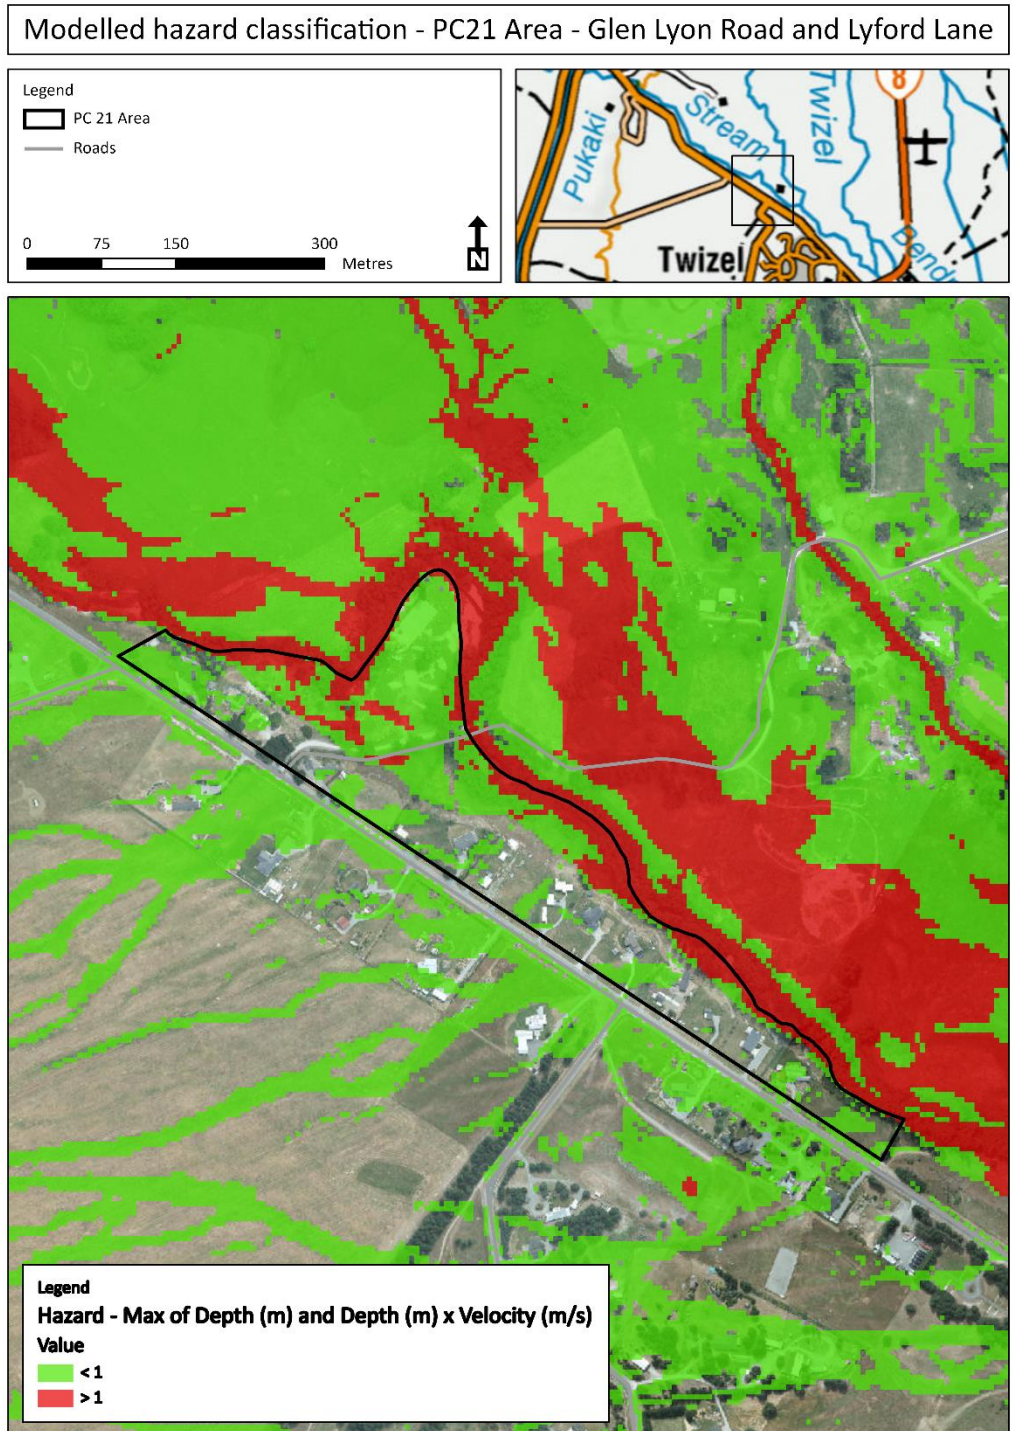 Modelled hazard classification - PC21 Area - Glen Lyon Road and Lyford Lane
Legend
PC 21 Area
Roads
0 75 150 300 Metres
N
Pukaki
Stream
Twizel
8
Twizel
Bend
Legend
Hazard - Max of Depth (m) and Depth (m) x Velocity (m/s)
Value
< 1
> 1